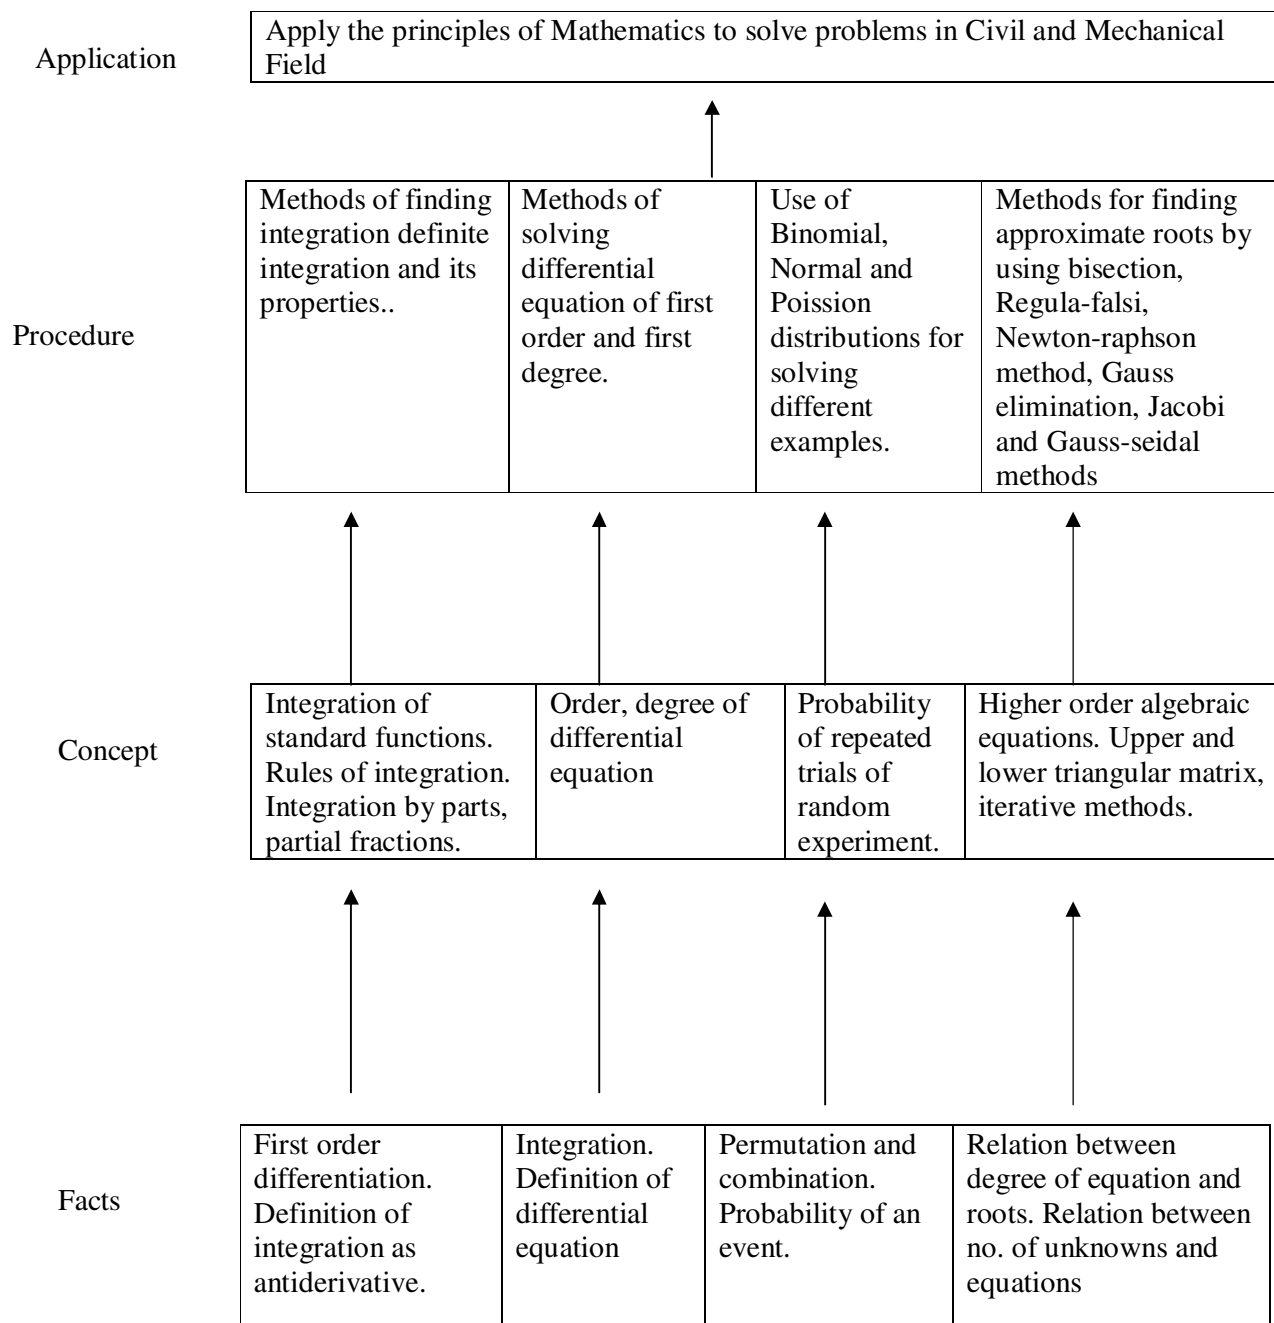 Application
Apply the principles of Mathematics to solve problems in Civil and Mechanical
Field
Procedure
Methods of finding
integration definite
integration and its
properties..
Methods of
solving
differential
equation of first
order and first
degree.
Use of
Binomial,
Normal and
Poission
distributions for
solving
different
examples.
Methods for finding
approximate roots by
using bisection,
Regula-falsi,
Newton-raphson
method, Gauss
elimination, Jacobi
and Gauss-seidal
methods
Concept
Integration of
standard functions.
Rules of integration.
Integration by parts,
partial fractions.
Order, degree of
differential
equation
Probability
of repeated
trials of
random
experiment.
Higher order algebraic
equations. Upper and
lower triangular matrix,
iterative methods.
Facts
First order
differentiation.
Definition of
integration as
antiderivative.
Integration.
Definition of
differential
equation
Permutation and
combination.
Probability of an
event.
Relation between
degree of equation and
roots. Relation between
no. of unknowns and
equations